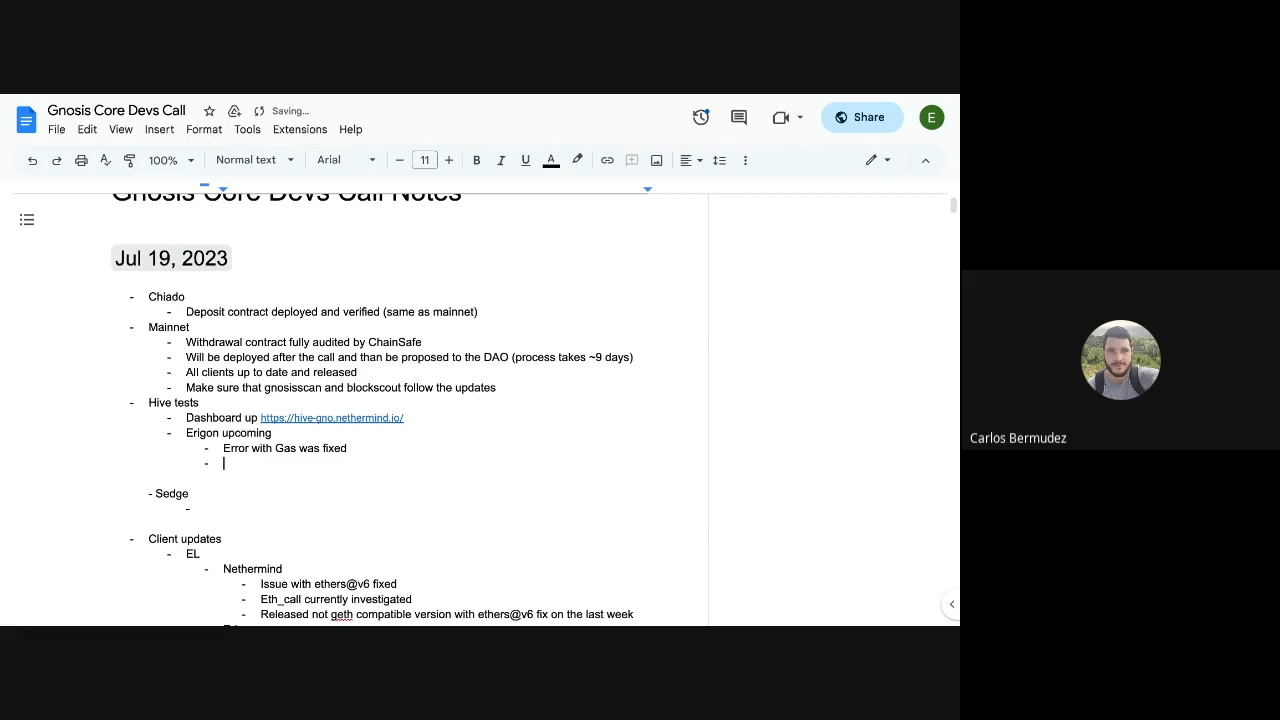 Gnosis Core Devs Call
Saving...
File Edit View Insert Format Tools Extensions Help
Share
E
100% Normal text Arial 11 B I U A
Gnosis Core Devs Call Notes
Jul 19, 2023
- Chiado
- Deposit contract deployed and verified (same as mainnet)
- Mainnet
- Withdrawal contract fully audited by ChainSafe
- Will be deployed after the call and than be proposed to the DAO (process takes ~9 days)
- All clients up to date and released
- Make sure that gnosisscan and blockscout follow the updates
- Hive tests
- Dashboard up https://hive-gno.nethermind.io/
- Erigon upcoming
- Error with Gas was fixed
-
- Sedge
-
- Client updates
- EL
- Nethermind
- Issue with ethers@v6 fixed
- Eth_call currently investigated
- Released not geth compatible version with ethers@v6 fix on the last week
Carlos Bermudez